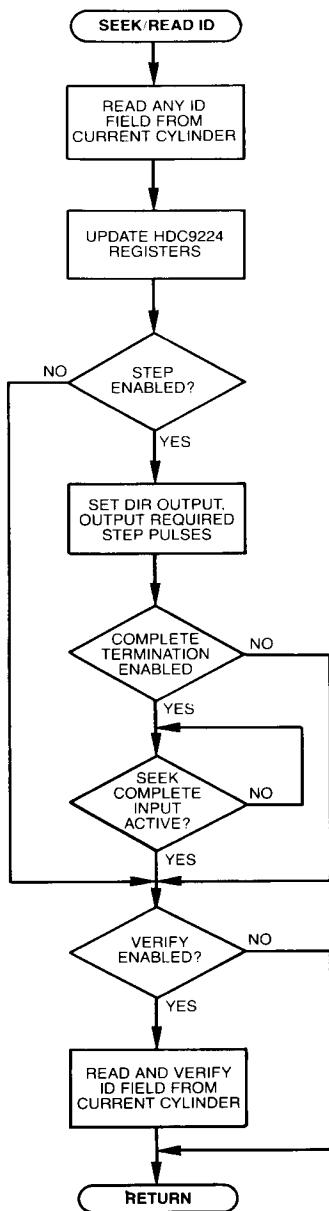 SEEK/READ ID
READ ANY ID
FIELD FROM
CURRENT CYLINDER
UPDATE HDC9224
REGISTERS
NO
STEP
ENABLED?
YES
SET DIR OUTPUT,
OUTPUT REQUIRED
STEP PULSES
COMPLETE
TERMINATION
ENABLED
NO
YES
SEEK
COMPLETE
INPUT
ACTIVE?
NO
YES
VERIFY
ENABLED?
NO
YES
READ AND VERIFY
ID FIELD FROM
CURRENT CYLINDER
RETURN